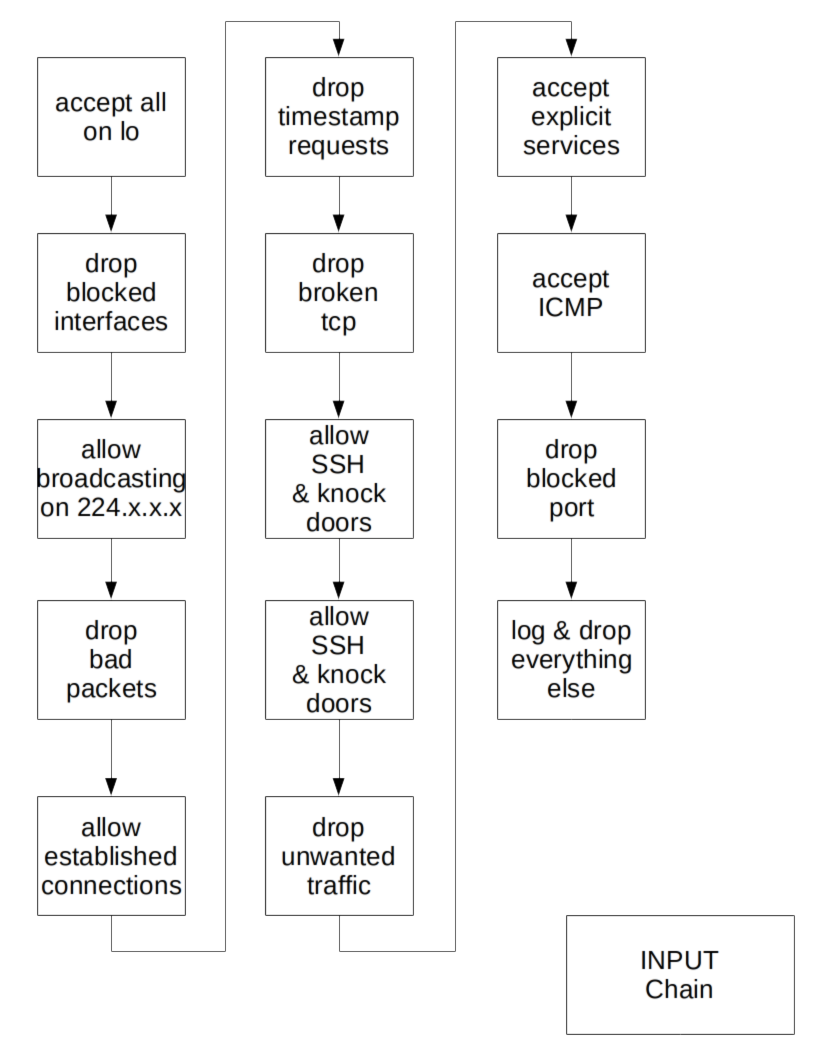 accept all
on lo
drop
blocked
interfaces
allow
broadcasting
on 224.x.x.x
drop
bad
packets
allow
established
connections
drop
timestamp
requests
drop
broken
tcp
allow
SSH
& knock
doors
allow
SSH
& knock
doors
drop
unwanted
traffic
accept
explicit
services
accept
ICMP
drop
blocked
port
log & drop
everything
else
INPUT
Chain